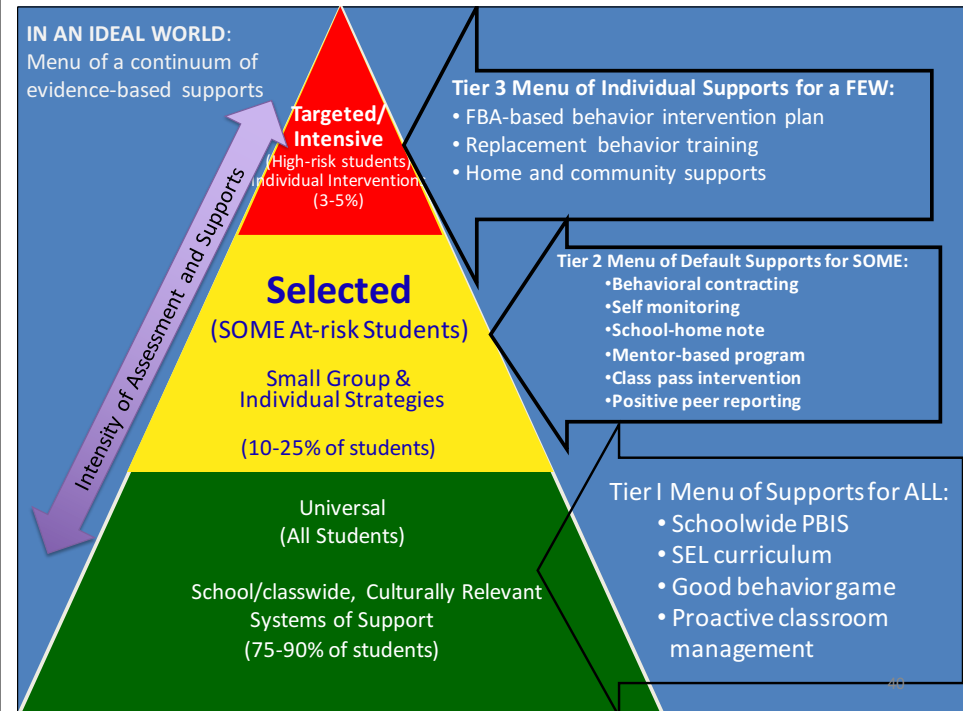 IN AN IDEAL WORLD:
Menu of a continuum of
evidence-based supports
Intensity of Assessment and Supports
Targeted/
Intensive
(High-risk students)
Individual Interventions
(3-5%)
Tier 3 Menu of Individual Supports for a FEW:
• FBA-based behavior intervention plan
• Replacement behavior training
• Home and community supports
Selected
(SOME At-risk Students)
Small Group &
Individual Strategies
(10-25% of students)
Tier 2 Menu of Default Supports for SOME:
•Behavioral contracting
•Self monitoring
•School-home note
•Mentor-based program
•Class pass intervention
•Positive peer reporting
Universal
(All Students)
School/classwide, Culturally Relevant
Systems of Support
(75-90% of students)
Tier I Menu of Supports for ALL:
• Schoolwide PBIS
• SEL curriculum
• Good behavior game
• Proactive classroom
management
40